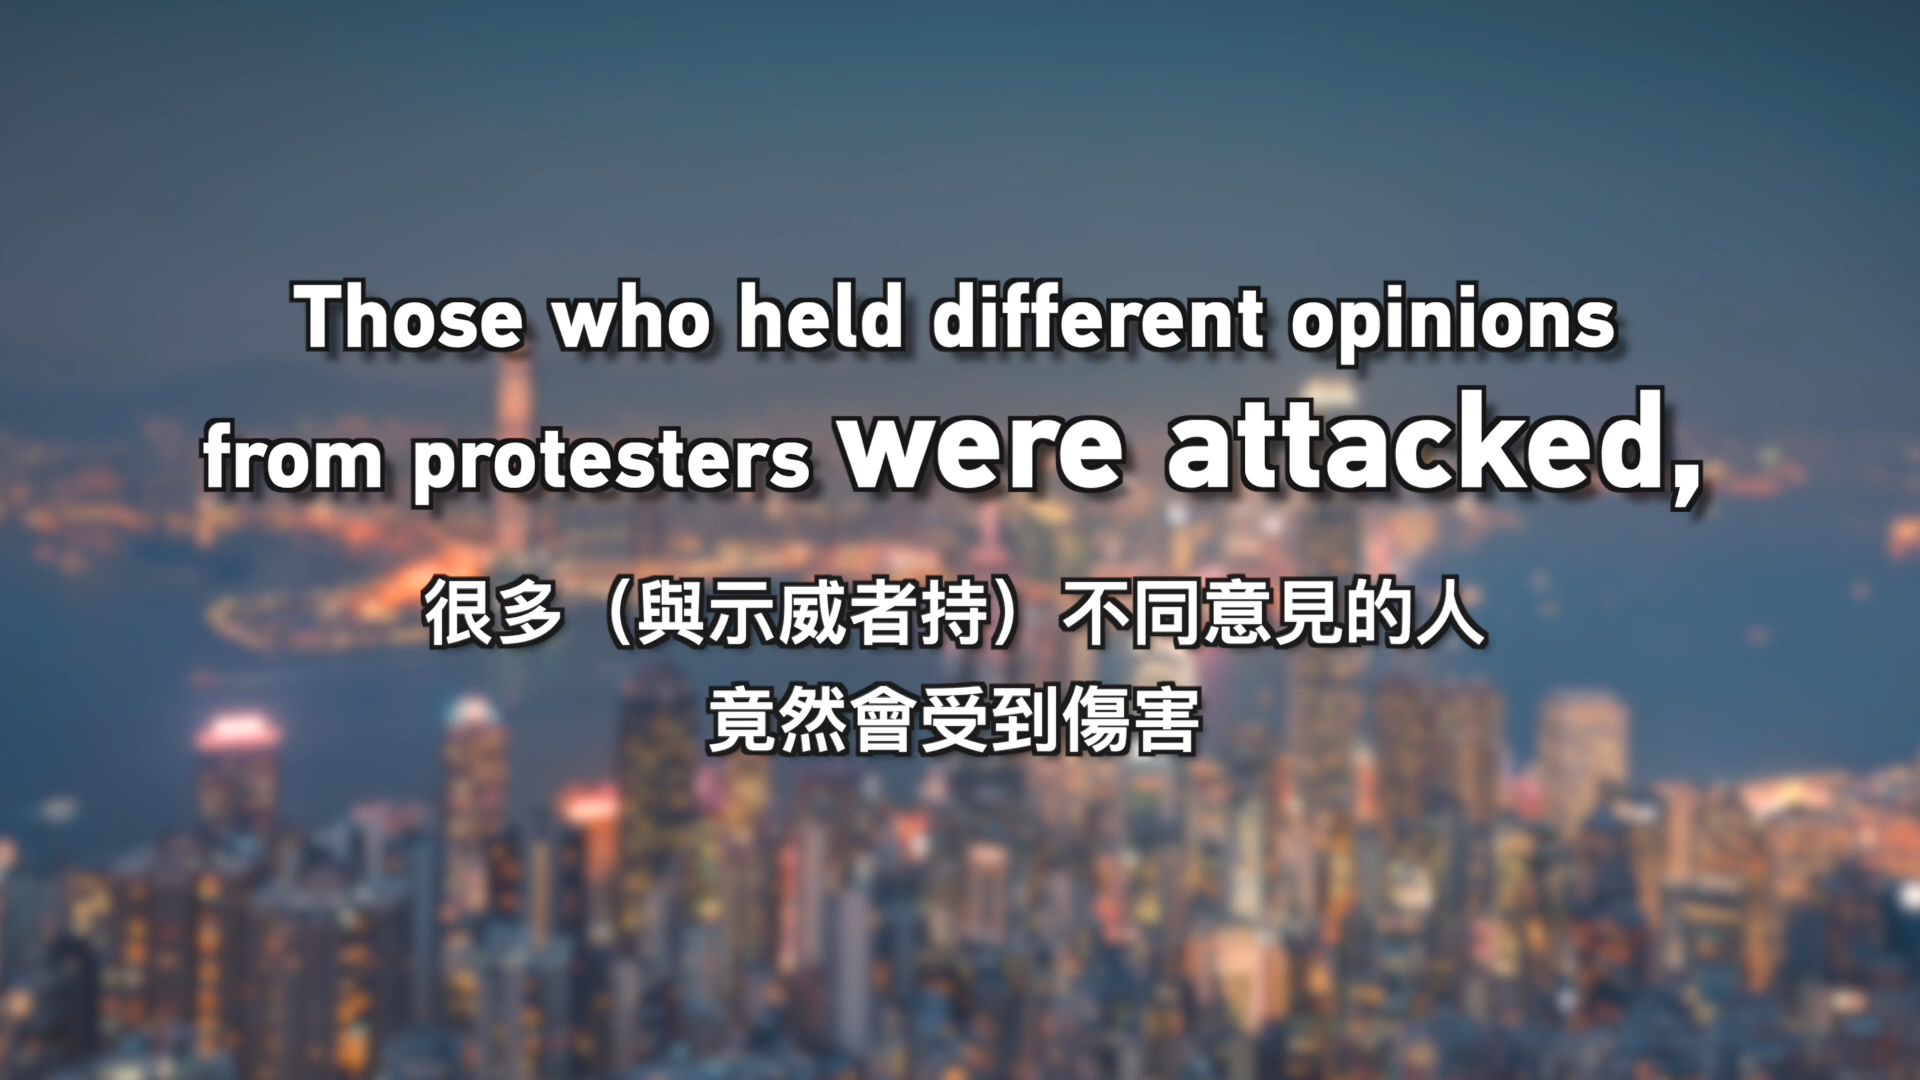 Those who held different opinions
from protesters were attacked,
很多（與示威者持）不同意見的人
竟然會受到傷害